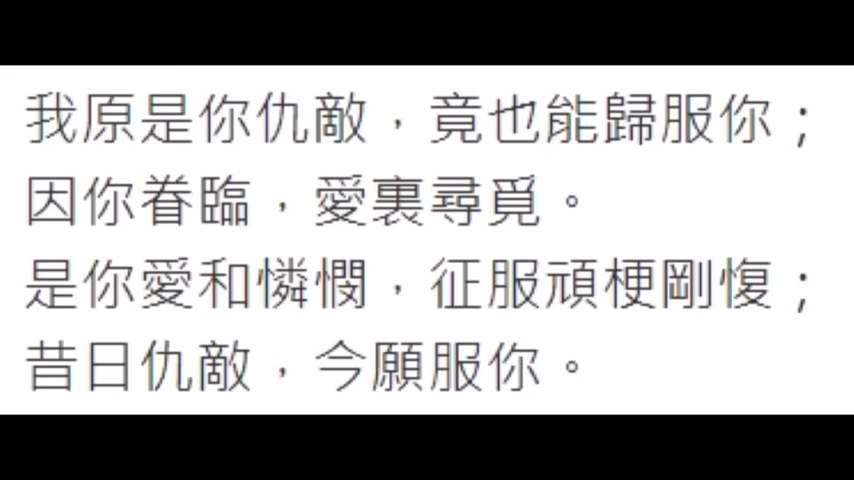 我原是你仇敵，竟也能歸服你；
因你眷臨，愛裏尋覓。
是你愛和憐憫，征服頑梗剛愎；
昔日仇敵，今願服你。